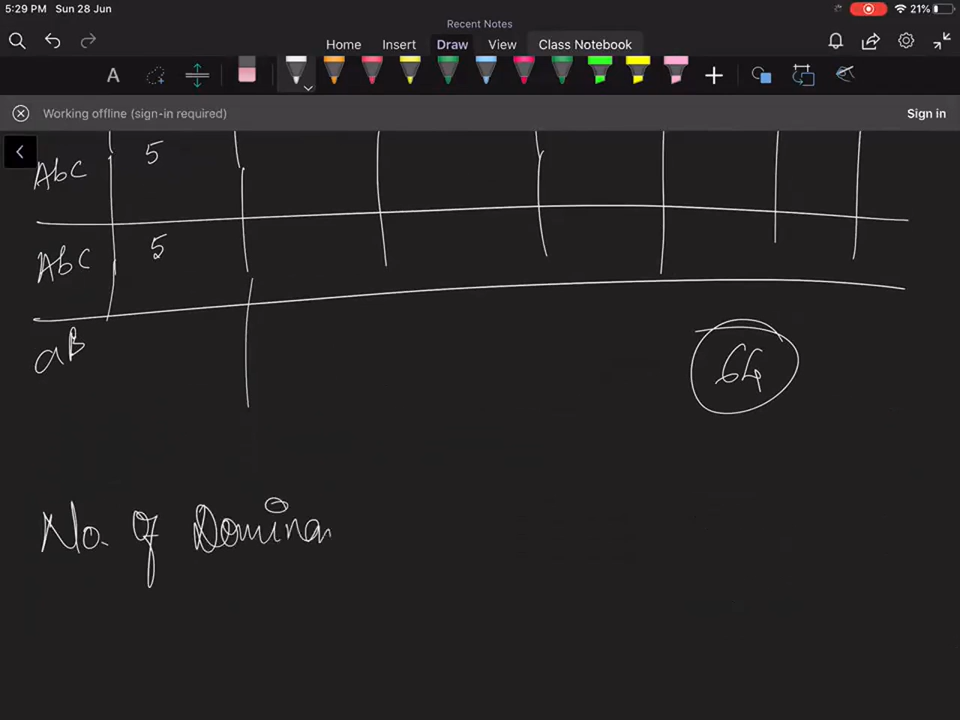 5:29 PM Sun 28 Jun
21%
Recent Notes
Home Insert Draw View Class Notebook
A
Working offline (sign-in required)
Sign in
AbC 5
AbC 5
aB
64
No. of Dominan